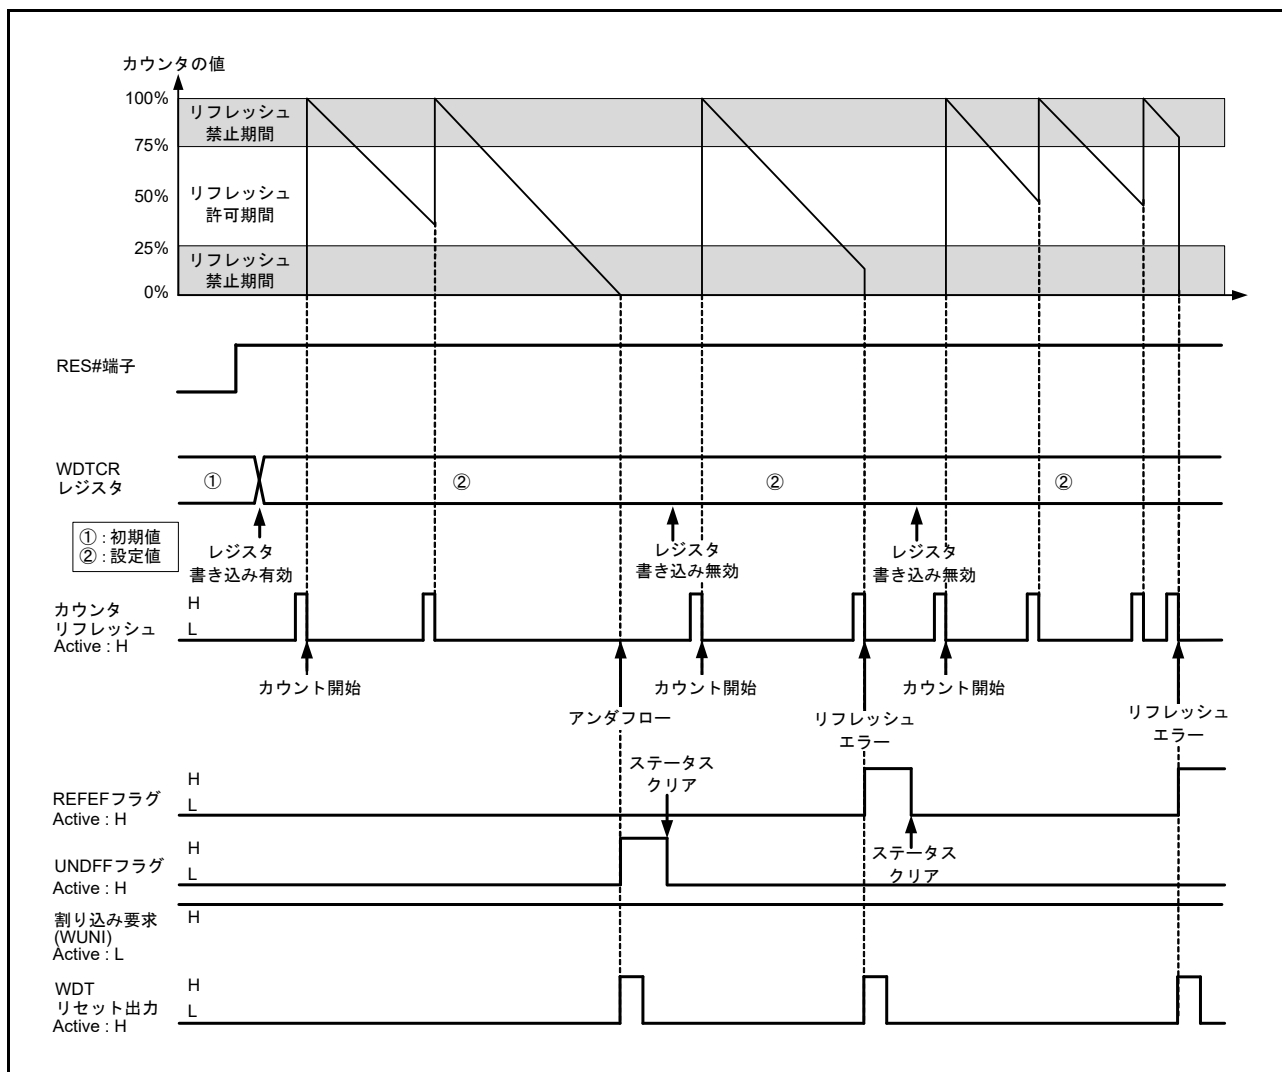 カウンタの値
100%
リフレッシュ
禁止期間
75%
50%
リフレッシュ
許可期間
25%
リフレッシュ
禁止期間
0%
RES#端子
WDTCR
レジスタ
①
②
②
②
① : 初期値
② : 設定値
レジスタ
書き込み有効
レジスタ
書き込み無効
レジスタ
書き込み無効
カウンタ
リフレッシュ
Active : H
H
L
カウント開始
カウント開始
カウント開始
アンダフロー
リフレッシュ
エラー
リフレッシュ
エラー
ステータス
クリア
REFEFフラグ
Active : H
H
L
ステータス
クリア
UNDFFフラグ
Active : H
H
L
割り込み要求
(WUNI)
Active : L
H
WDT
リセット出力
Active : H
H
L